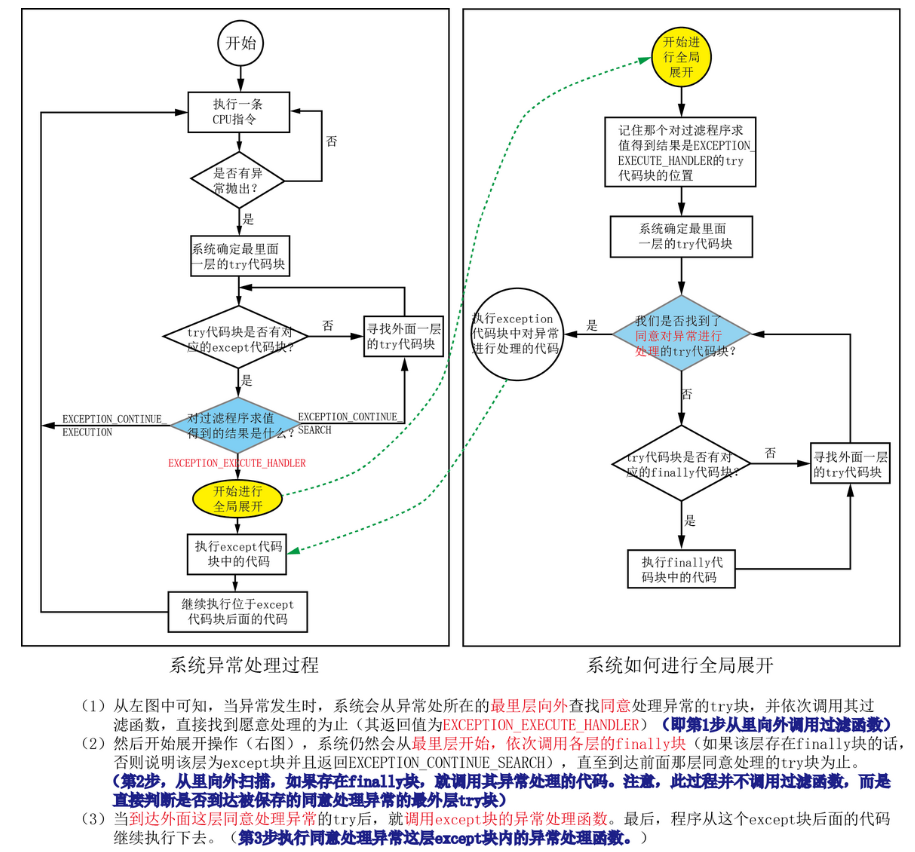 开始
执行一条
CPU指令
否
是否有异
常抛出?
是
系统确定最里面
一层的try代码块
try代码块是否有对
应的except代码块?
否
寻找外面一层
的try代码块
是
对过滤程序求值
得到的结果是什么?
EXCEPTION_CONTINUE_
EXECUTION
EXCEPTION_CONTINUE_
SEARCH
EXCEPTION_EXECUTE_HANDLER
开始进行
全局展开
执行except代码
块中的代码
继续执行位于except
代码块后面的代码
系统异常处理过程
开始进
行全局
展开
记住那个对过滤程序求
值得到结果是EXCEPTION_
EXECUTE_HANDLER的try
代码块的位置
系统确定最里面
一层的try代码块
我们是否找到了
同意对异常进行
处理的try代码块?
是
执行exception
代码块中对异常
进行处理的代码
否
try代码块是否有对
应的finally代码块?
否
寻找外面一层
的try代码块
是
执行finally代
码块中的代码
系统如何进行全局展开
(1)从左图中可知,当异常发生时,系统会从异常处所在的最里层向外查找同意处理异常的try块,并依次调用其过
滤函数,直接找到愿意处理的为止(其返回值为EXCEPTION_EXECUTE_HANDLER)(即第1步从里向外调用过滤函数)
(2)然后开始展开操作(右图),系统仍然会从最里层开始,依次调用各层的finally块(如果该层存在finally块的话,
否则说明该层为except块并且返回EXCEPTION_CONTINUE_SEARCH),直至到达前面那层同意处理的try块为止。
(第2步,从里向外扫描,如果存在finally块,就调用其异常处理的代码。注意,此过程并不调用过滤函数,而是
直接判断是否到达被保存的同意处理异常的最外层try块)
(3)当到达外面这层同意处理异常的try后,就调用except块的异常处理函数。最后,程序从这个except块后面的代码
继续执行下去。(第3步执行同意处理异常这层except块内的异常处理函数。)